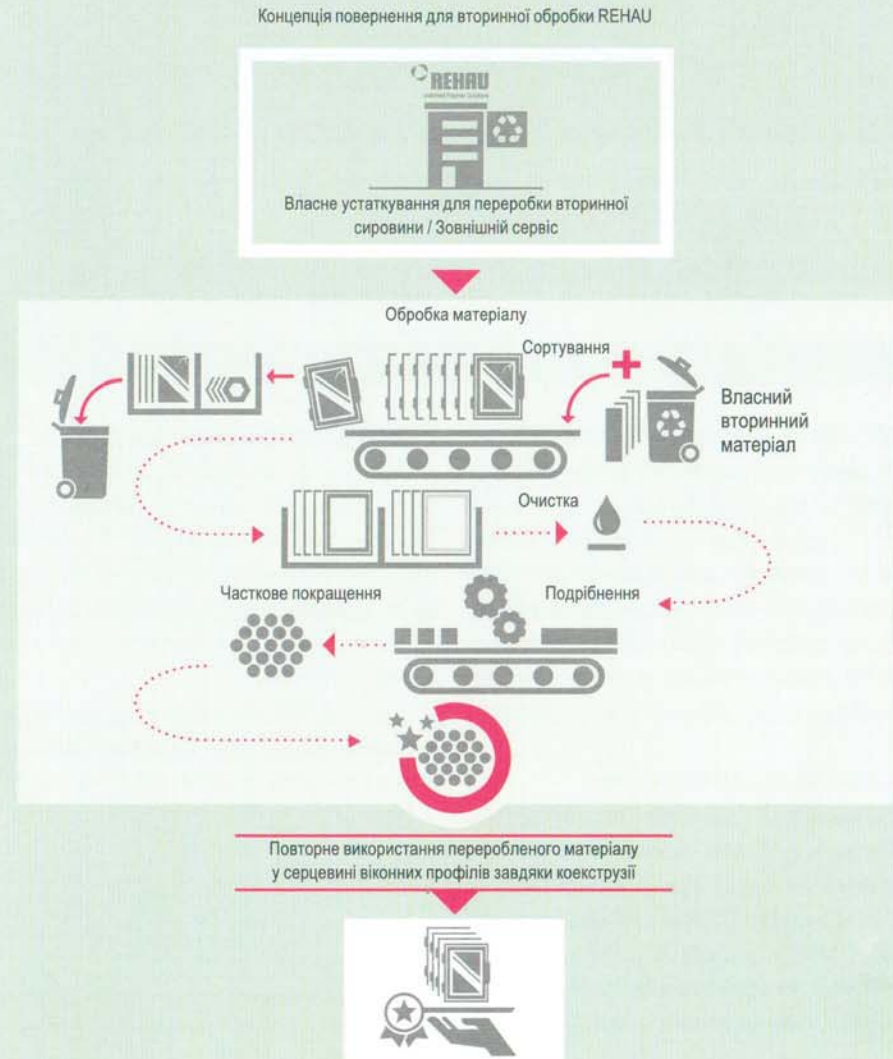 Концепція повернення для вторинної обробки REHAU
REHAU
Власне устаткування для переробки вторинної
сировини / Зовнішній сервіс
Обробка матеріалу
Сортування
Власний
вторинний
матеріал
Очистка
Часткове покращення
Подрібнення
Повторне використання переробленого матеріалу
у серцевині віконних профілів завдяки коекструзії